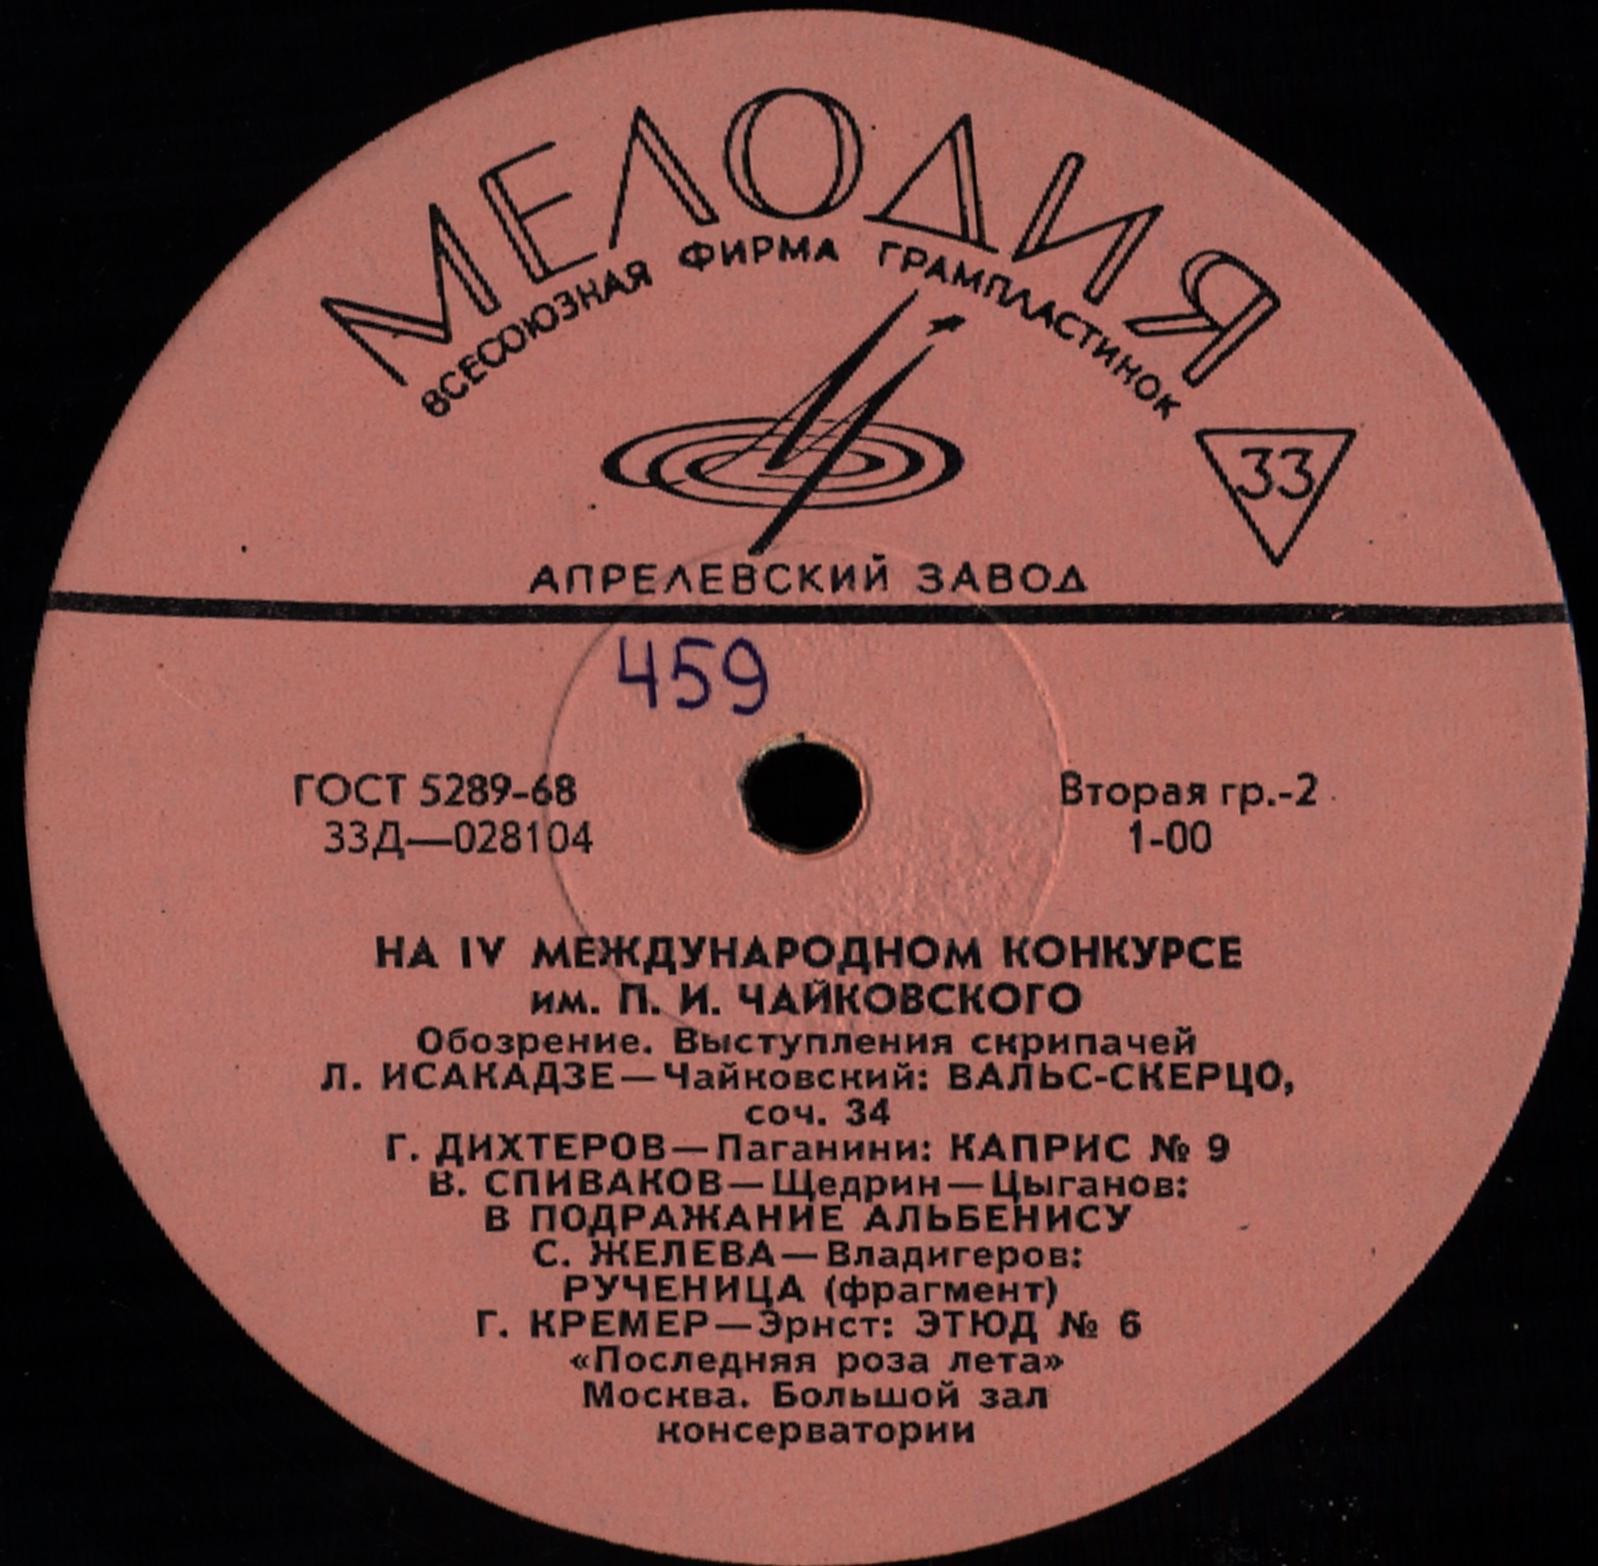 МЕЛОДИЯ
ВСЕСОЮЗНАЯ ФИРМА ГРАМПЛАСТИНОК
33
АПРЕЛЕВСКИЙ ЗАВОД
459
ГОСТ 5289-68
Вторая гр.-2
33Д—028104
1-00
НА IV МЕЖДУНАРОДНОМ КОНКУРСЕ
им. П. И. ЧАЙКОВСКОГО
Обозрение. Выступления скрипачей
Л. ИСАКАДЗЕ—Чайковский: ВАЛЬС-СКЕРЦО,
соч. 34
Г. ДИХТЕРОВ—Паганини: КАПРИС № 9
В. СПИВАКОВ—Щедрин—Цыганов:
В ПОДРАЖАНИЕ АЛЬБЕНИСУ
С. ЖЕЛЕВА—Владигеров:
РУЧЕНИЦА (фрагмент)
Г. КРЕМЕР—Эрнст: ЭТЮД № 6
«Последняя роза лета»
Москва. Большой зал
консерватории